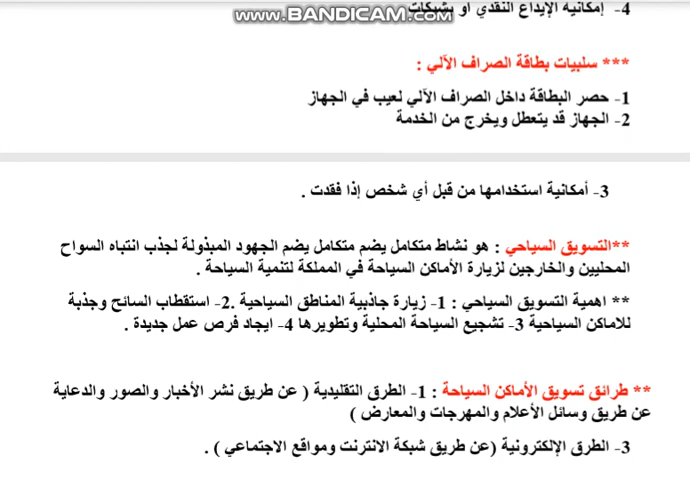 4- إمكانية الإيداع النقدي او بشيكات
www.BANDICAM.com
*** سلبيات بطاقة الصراف الآلي :
1- حصر البطاقة داخل الصراف الآلي لعيب في الجهاز
2- الجهاز قد يتعطل ويخرج من الخدمة
3- أمكانية استخدامها من قبل أي شخص إذا فقدت .
**التسويق السياحي : هو نشاط متكامل يضم متكامل يضم الجهود المبذولة لجذب انتباه السواح
المحليين والخارجين لزيارة الأماكن السياحة في المملكة لتنمية السياحة .
** اهمية التسويق السياحي : 1- زيارة جاذبية المناطق السياحية .2- استقطاب السائح وجذبة
للاماكن السياحية 3- تشجيع السياحة المحلية وتطويرها 4- ايجاد فرص عمل جديدة .
** طرائق تسويق الأماكن السياحة : 1- الطرق التقليدية ( عن طريق نشر الأخبار والصور والدعاية
عن طريق وسائل الأعلام والمهرجات والمعارض )
3- الطرق الإلكترونية (عن طريق شبكة الانترنت ومواقع الاجتماعي ) .